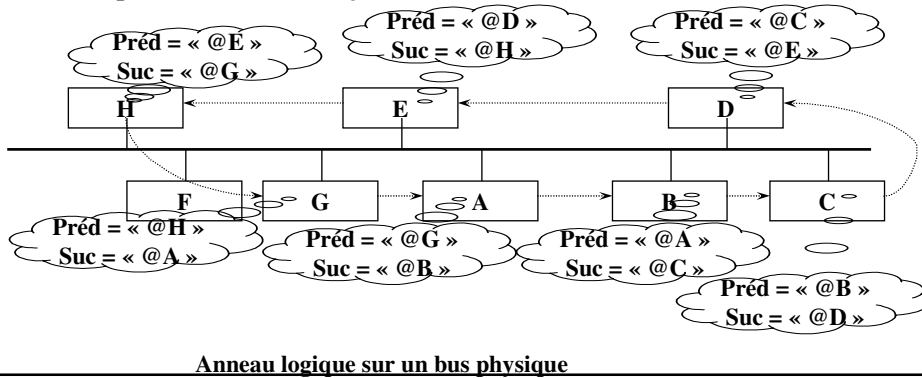 Préd = « @E »
Suc = « @G »
Préd = « @D »
Suc = « @H »
Préd = « @C »
Suc = « @E »
H
E
D
F
G
A
B
C
Préd = « @H »
Suc = « @A »
Préd = « @G »
Suc = « @B »
Préd = « @A »
Suc = « @C »
Préd = « @B »
Suc = « @D »
Anneau logique sur un bus physique